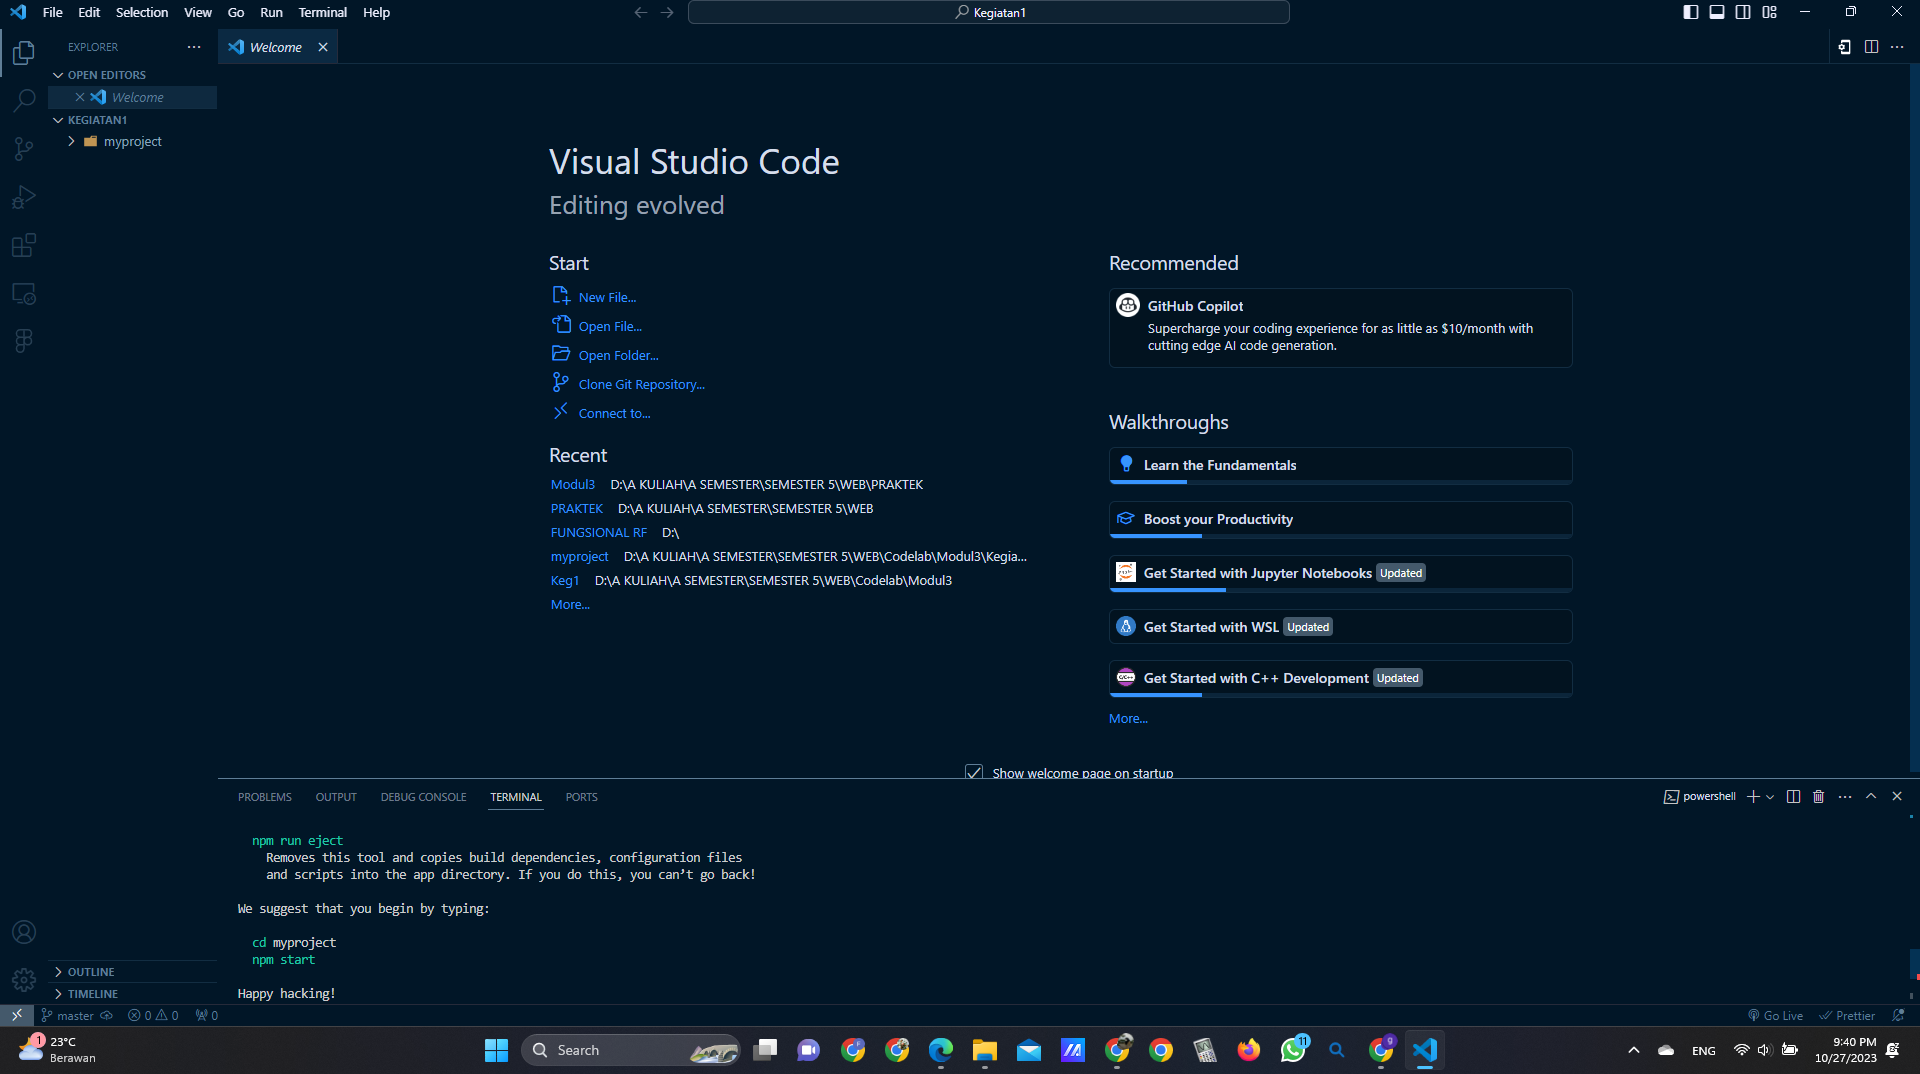 File Edit Selection View Go Run Terminal Help
Kegiatan1
EXPLORER
Welcome
OPEN EDITORS
Welcome
KEGIATAN1
myproject
Visual Studio Code
Editing evolved
Start
New File...
Open File...
Open Folder...
Clone Git Repository...
Connect to...
Recent
Modul3 D:\A KULIAH\A SEMESTER\SEMESTER 5\WEB\PRAKTEK
PRAKTEK D:\A KULIAH\A SEMESTER\SEMESTER 5\WEB
FUNGSIONAL RF D:\
myproject D:\A KULIAH\A SEMESTER\SEMESTER 5\WEB\Codelab\Modul3\Kegia...
Keg1 D:\A KULIAH\A SEMESTER\SEMESTER 5\WEB\Codelab\Modul3
More...
Recommended
GitHub Copilot
Supercharge your coding experience for as little as $10/month with
cutting edge AI code generation.
Walkthroughs
Learn the Fundamentals
Boost your Productivity
Get Started with Jupyter Notebooks Updated
Get Started with WSL Updated
C/C++ Get Started with C++ Development Updated
More...
Show welcome page on startup
PROBLEMS OUTPUT DEBUG CONSOLE TERMINAL PORTS
powershell
npm run eject
Removes this tool and copies build dependencies, configuration files
and scripts into the app directory. If you do this, you can’t go back!
We suggest that you begin by typing:
cd myproject
npm start
Happy hacking!
OUTLINE
TIMELINE
master 0 0 0
Go Live Prettier
1
23°C
Berawan
Search
11
9
ENG
9:40 PM
10/27/2023